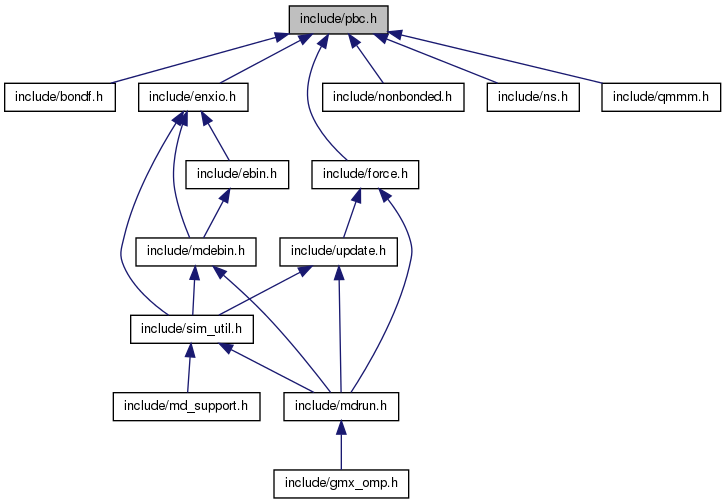 include/pbc.h
include/bondf.h
include/enxio.h
include/nonbonded.h
include/ns.h
include/qmmm.h
include/ebin.h
include/force.h
include/mdebin.h
include/update.h
include/sim_util.h
include/md_support.h
include/mdrun.h
include/gmx_omp.h